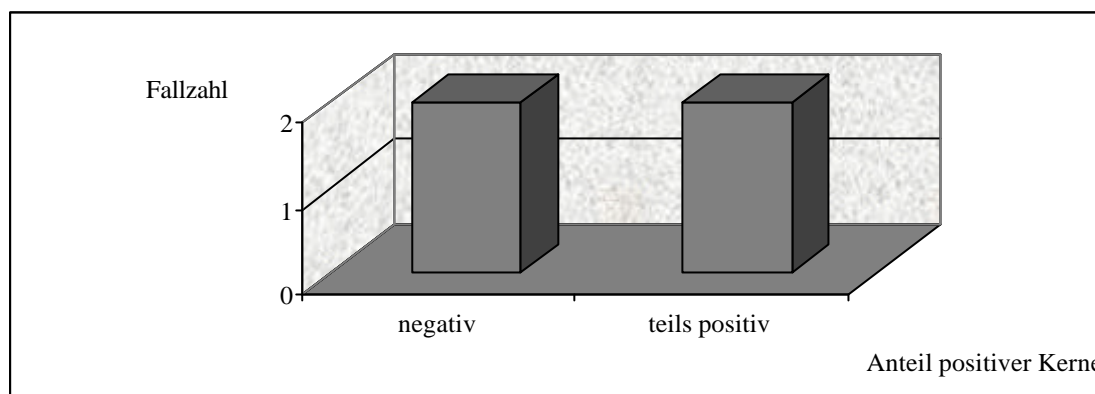 Fallzahl
2
1
0
negativ teils positiv
Anteil positiver Kerne